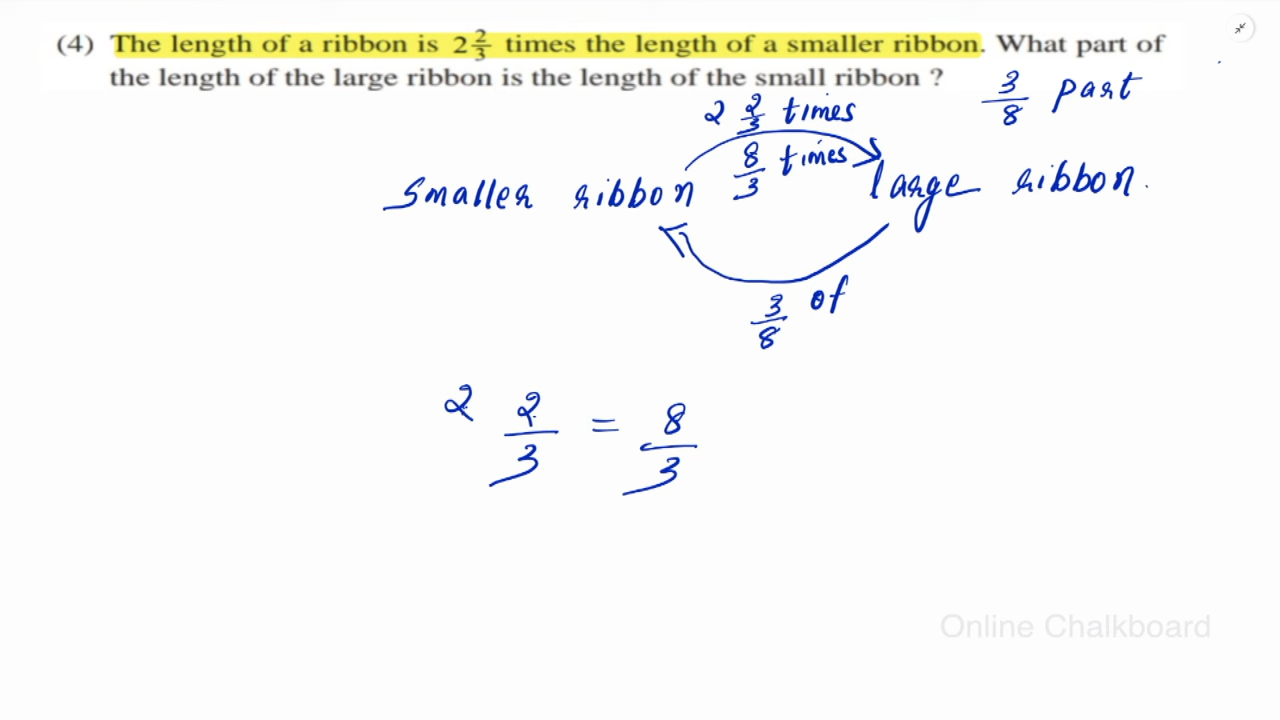 (4) The length of a ribbon is 2 2/3 times the length of a smaller ribbon. What part of
the length of the large ribbon is the length of the small ribbon ?
3/8 part
2 2/3 times
8/3 times
Smaller ribbon large ribbon.
3/8 of
2 2/3 = 8/3
Online Chalkboard